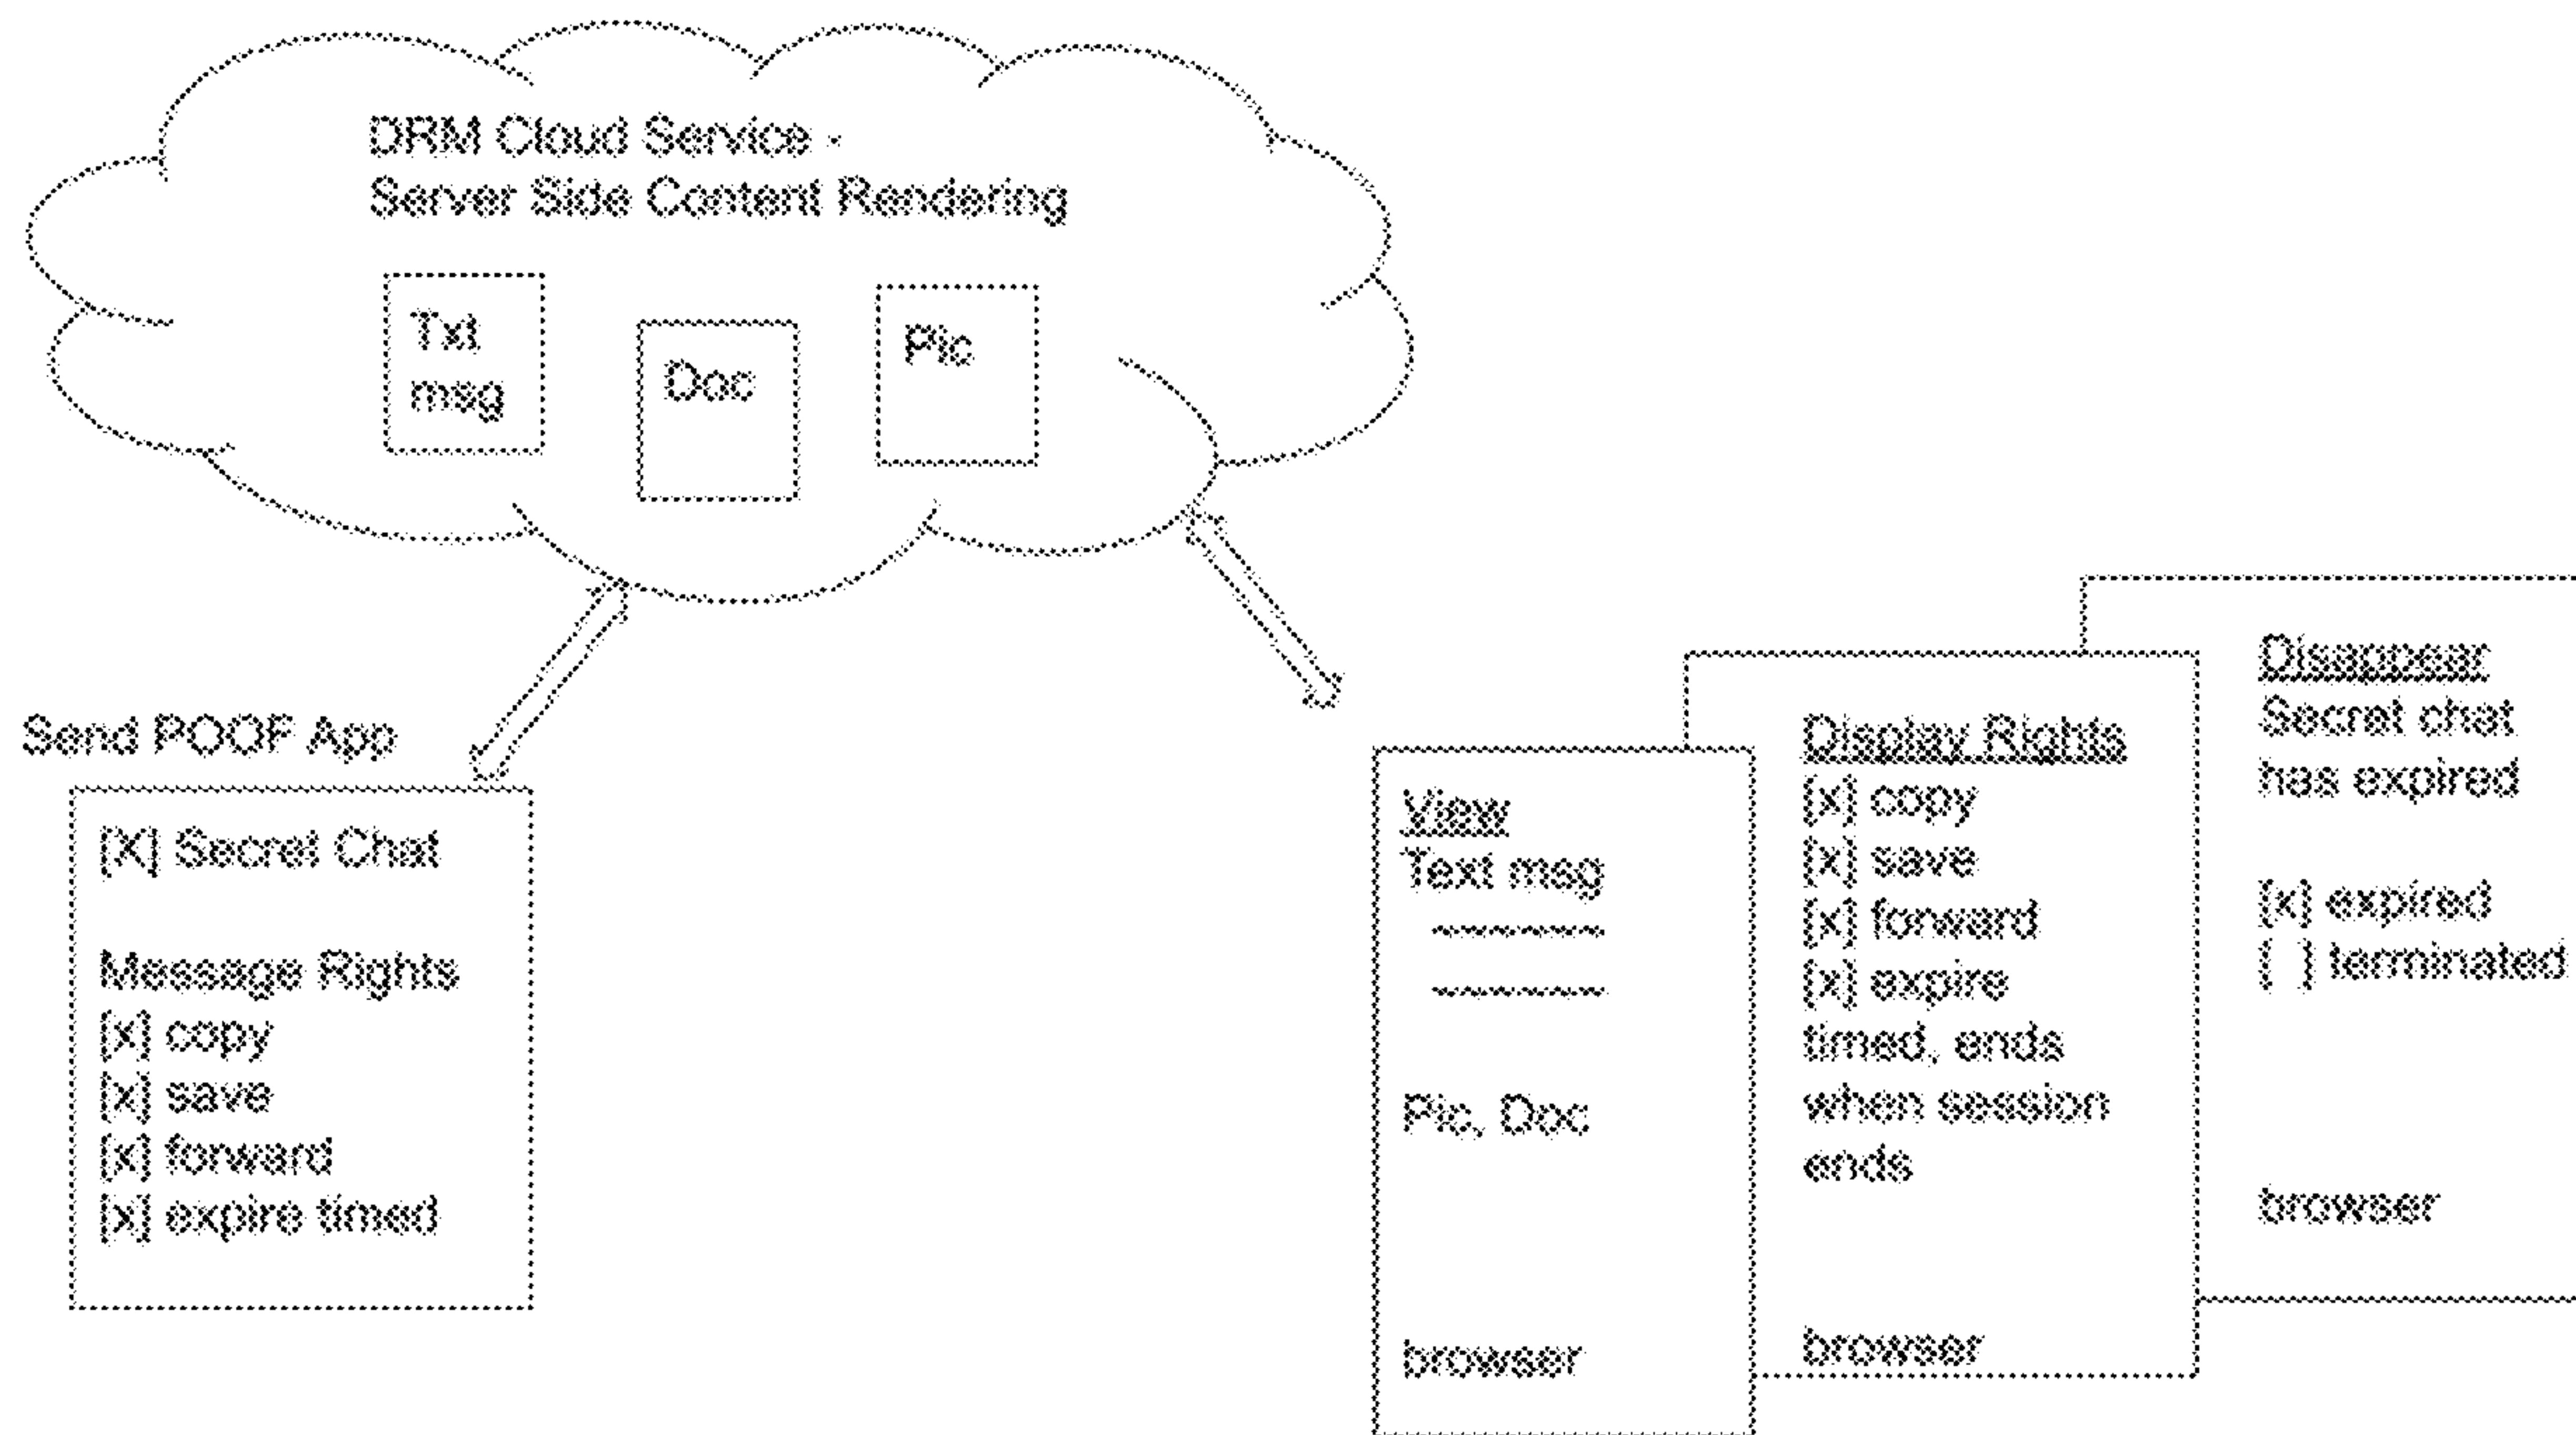 DRM Cloud Service -
Server Side Content Rendering
Txt
msg
Doc
Pic
Send POOF App
[X] Secret Chat
Message Rights
[x] copy
[x] save
[x] forward
[x] expire timed
View
Text msg
Pic, Doc
browser
Display Rights
[x] copy
[x] save
[x] forward
[x] expire
timed, ends
when session
ends
browser
Disappear
Secret chat
has expired
[x] expired
[ ] terminated
browser